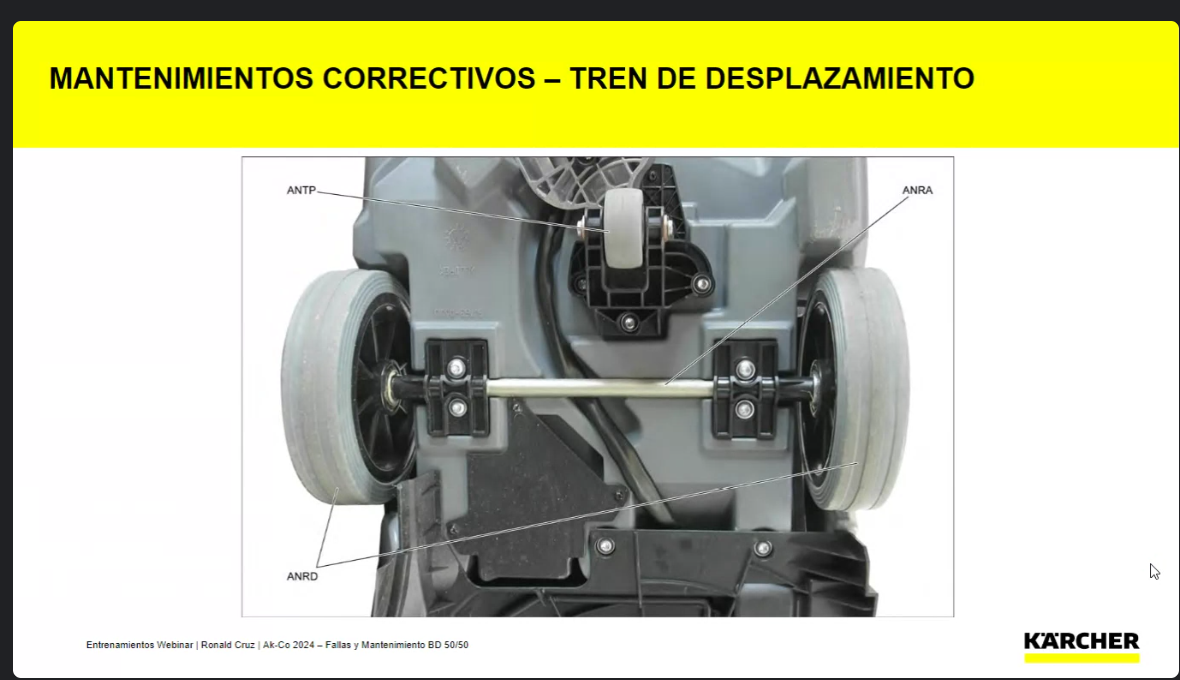 MANTENIMIENTOS CORRECTIVOS – TREN DE DESPLAZAMIENTO
ANTP
ANRA
ANRD
Entrenamientos Webinar | Ronald Cruz | Ak-Co 2024 – Fallas y Mantenimiento BD 50/50
KÄRCHER